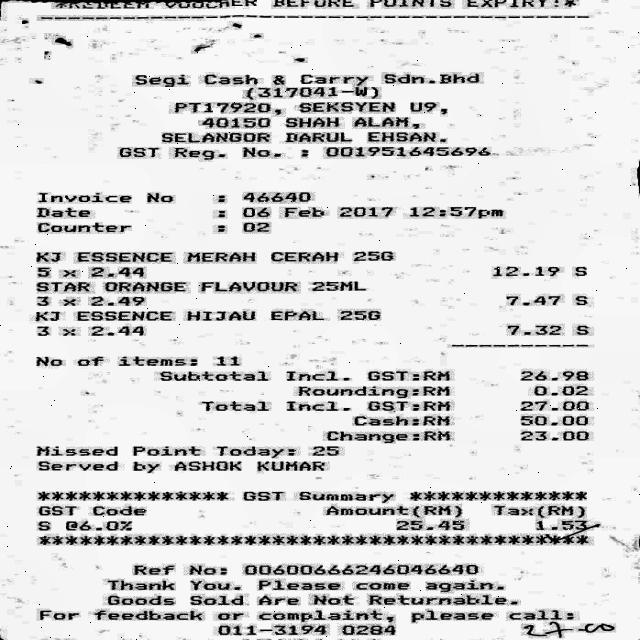 *REDEEM VOUCHER BEFORE POINTS EXPIRY!*
Segi Cash & Carry Sdn.Bhd
(317041-W)
PT17920, SEKSYEN U9,
40150 SHAH ALAM,
SELANGOR DARUL EHSAN.
GST Reg. No. : 001951645696
Invoice No : 46640
Date : 06 Feb 2017 12:57pm
Counter : 02
KJ ESSENCE MERAH CERAH 25G
5 x 2.44 12.19 S
STAR ORANGE FLAVOUR 25ML
3 x 2.49 7.47 S
KJ ESSENCE HIJAU EPAL 25G
3 x 2.44 7.32 S
No of items: 11
Subtotal Incl. GST:RM 26.98
Rounding:RM 0.02
Total Incl. GST:RM 27.00
Cash:RM 50.00
Change:RM 23.00
Missed Point Today: 25
Served by ASHOK KUMAR
************** GST Summary *************
GST Code Amount(RM) Tax(RM)
S @6.0% 25.45 1.53
******************************************
Ref No: 00600666246046640
Thank You. Please come again.
Goods Sold Are Not Returnable.
For feedback or complaint, please call:
011-3194 0284 27.00